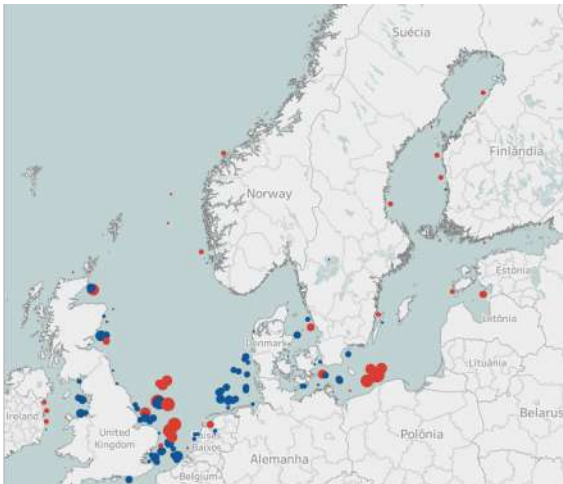 Suécia
Finlândia
Norway
Estônia
Letônia
Denmark
Lituânia
Ireland
United
Kingdom
Países
Baixos
Belarus
Polônia
Alemanha
Belgium